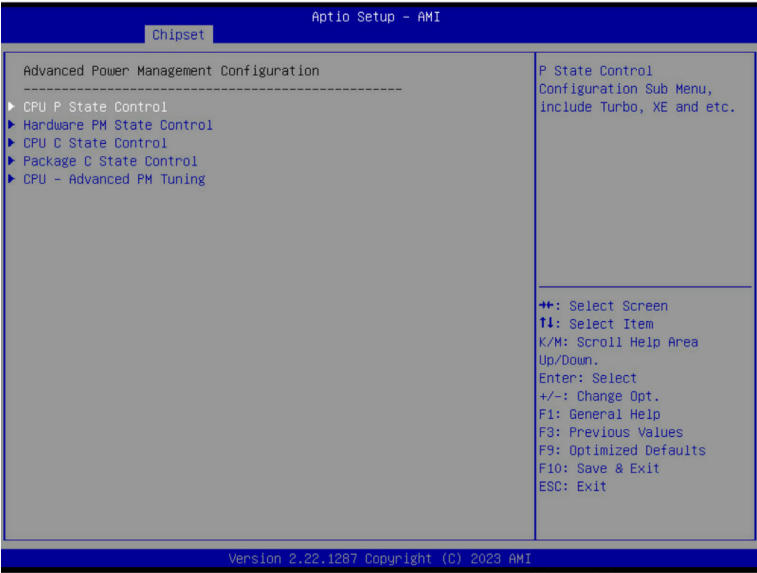 Aptio Setup - AMI
Chipset
Advanced Power Management Configuration
--------------------------------------------------
CPU P State Control
Hardware PM State Control
CPU C State Control
Package C State Control
CPU - Advanced PM Tuning
P State Control
Configuration Sub Menu,
include Turbo, XE and etc.
→←: Select Screen
↑↓: Select Item
K/M: Scroll Help Area
Up/Down.
Enter: Select
+/-: Change Opt.
F1: General Help
F3: Previous Values
F9: Optimized Defaults
F10: Save & Exit
ESC: Exit
Version 2.22.1287 Copyright (C) 2023 AMI